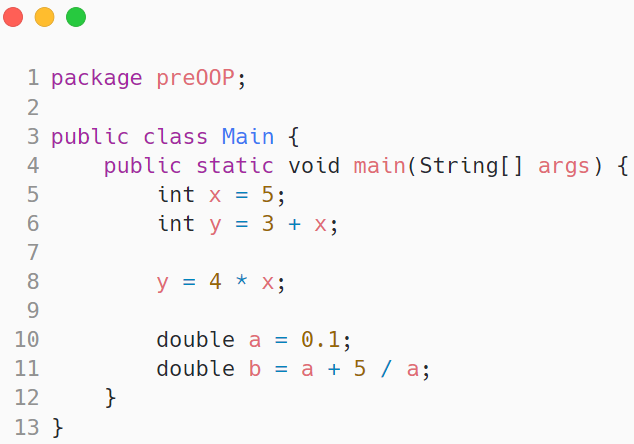 1 package preOOP;
2
3 public class Main {
4     public static void main(String[] args) {
5         int x = 5;
6         int y = 3 + x;
7
8         y = 4 * x;
9
10         double a = 0.1;
11         double b = a + 5 / a;
12     }
13 }